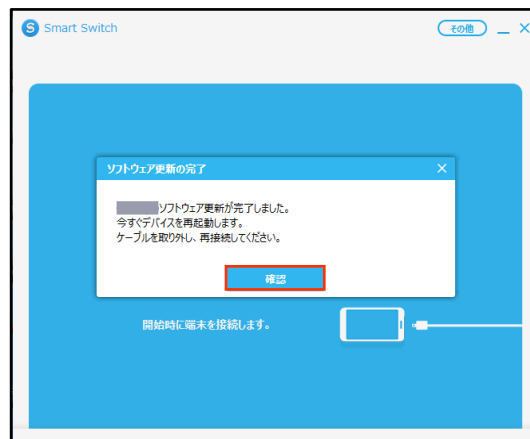 S Smart Switch
その他
ソフトウェア更新の完了
ソフトウェア更新が完了しました。
今すぐデバイスを再起動します。
ケーブルを取り外し、再接続してください。
確認
開始時に端末を接続します。